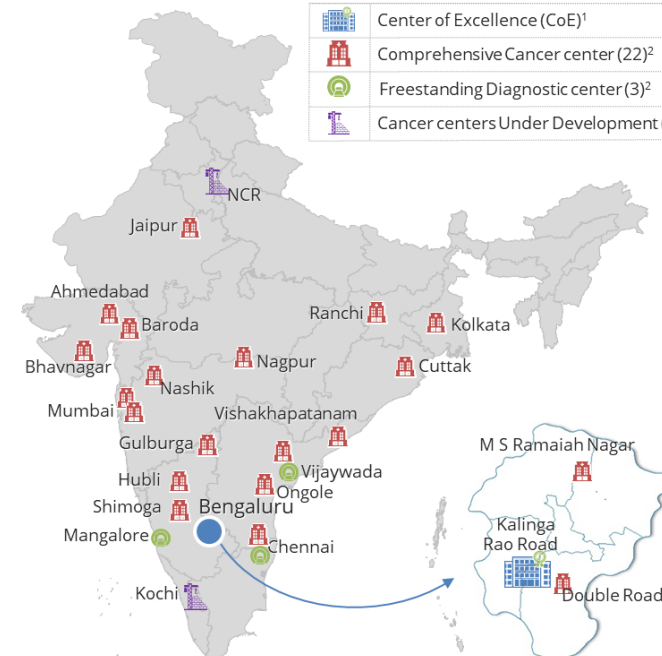 Center of Excellence (CoE)¹
Comprehensive Cancer center (22)²
Freestanding Diagnostic center (3)²
Cancer centers Under Development (
NCR
Jaipur
Ahmedabad
Baroda
Ranchi
Kolkata
Bhavnagar
Nagpur
Cuttak
Nashik
Mumbai
Vishakhapatanam
Gulburga
Vijaywada
Hubli
Ongole
Shimoga
Bengaluru
Mangalore
Chennai
Kochi
M S Ramaiah Nagar
Kalinga
Rao Road
Double Road